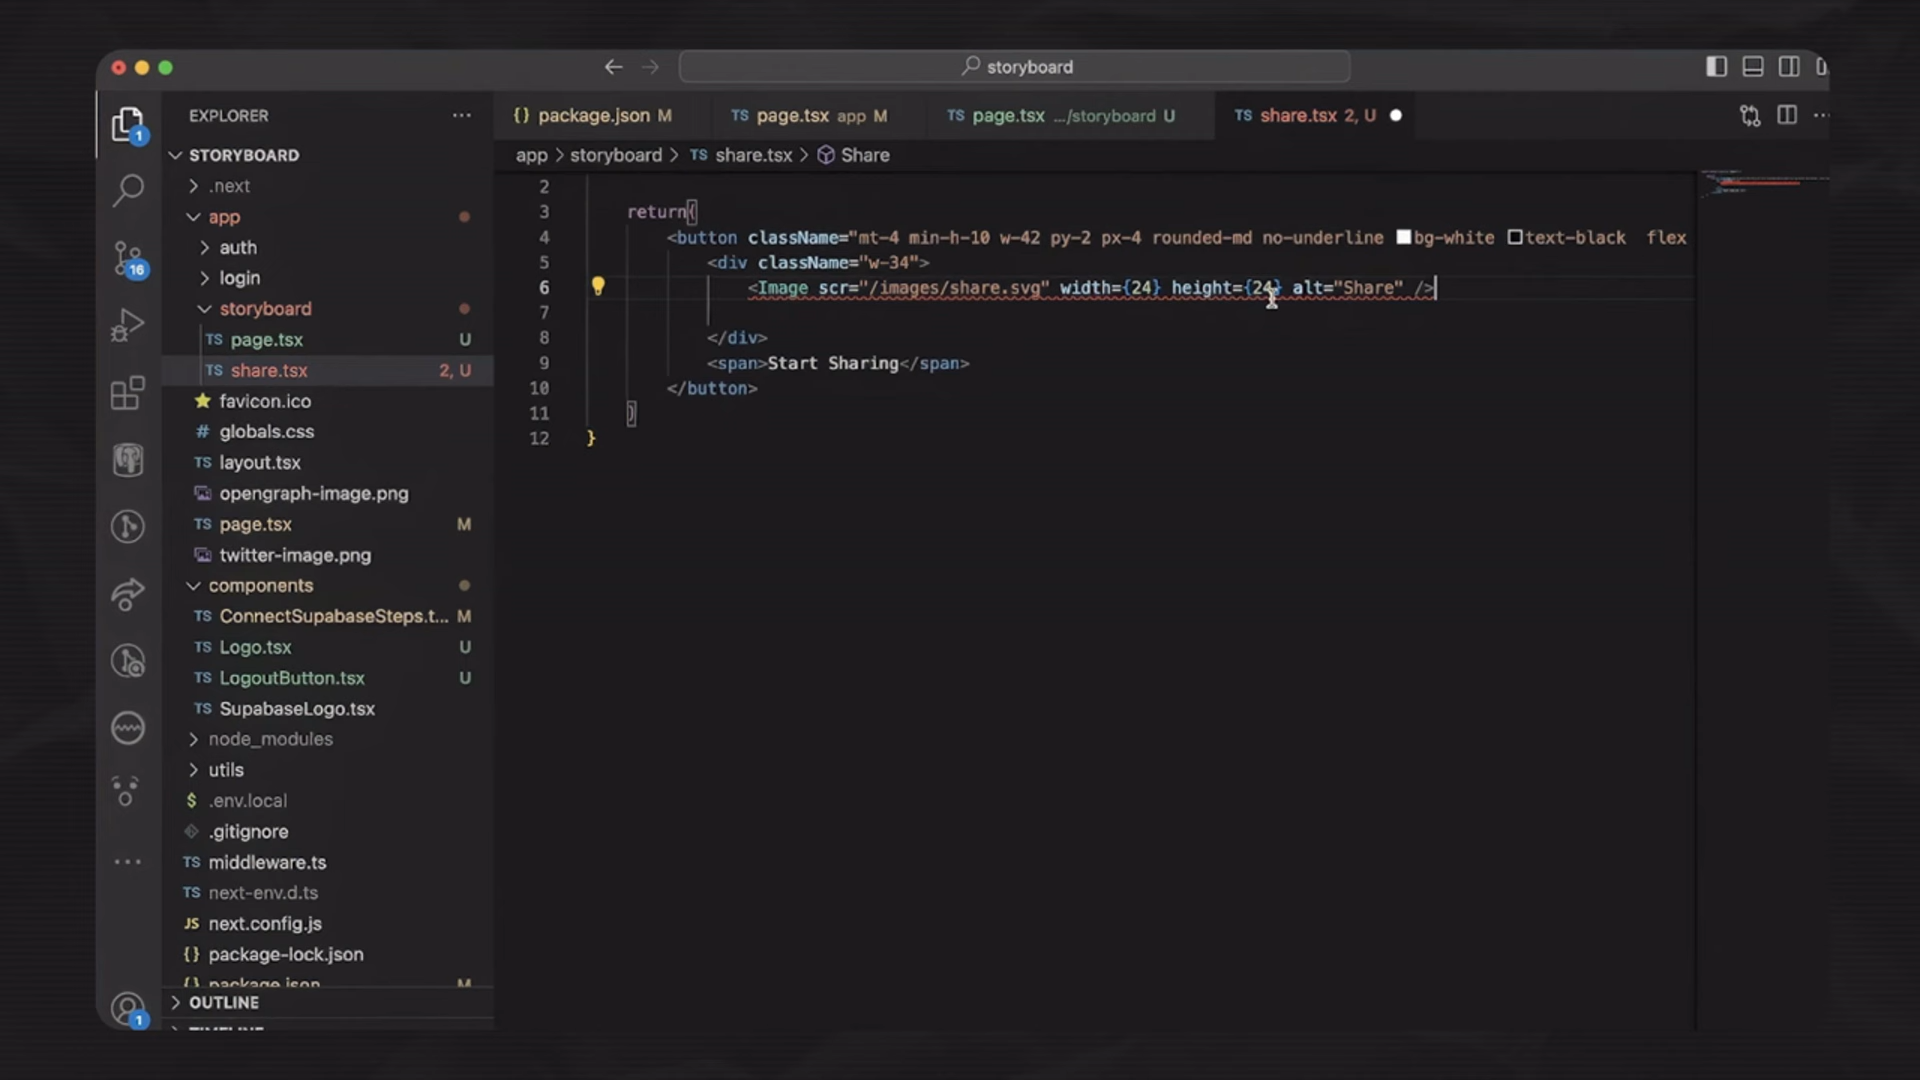 storyboard
EXPLORER
STORYBOARD
.next
app
auth
login
storyboard
TS page.tsx U
TS share.tsx 2, U
favicon.ico
# globals.css
TS layout.tsx
opengraph-image.png
TS page.tsx M
twitter-image.png
components
TS ConnectSupabaseSteps.t... M
TS Logo.tsx U
TS LogoutButton.tsx U
TS SupabaseLogo.tsx
node_modules
utils
$ .env.local
.gitignore
TS middleware.ts
TS next-env.d.ts
JS next.config.js
{} package-lock.json
{} package.json M
OUTLINE
TIMELINE
1
16
1
{} package.json M
TS page.tsx app M
TS page.tsx .../storyboard U
TS share.tsx 2, U
app > storyboard > TS share.tsx > Share
2
3 return(
4 <button className="mt-4 min-h-10 w-42 py-2 px-4 rounded-md no-underline bg-white text-black flex
5 <div className="w-34">
6 <Image scr="/images/share.svg" width={24} height={24} alt="Share" />
7
8 </div>
9 <span>Start Sharing</span>
10 </button>
11 )
12 }